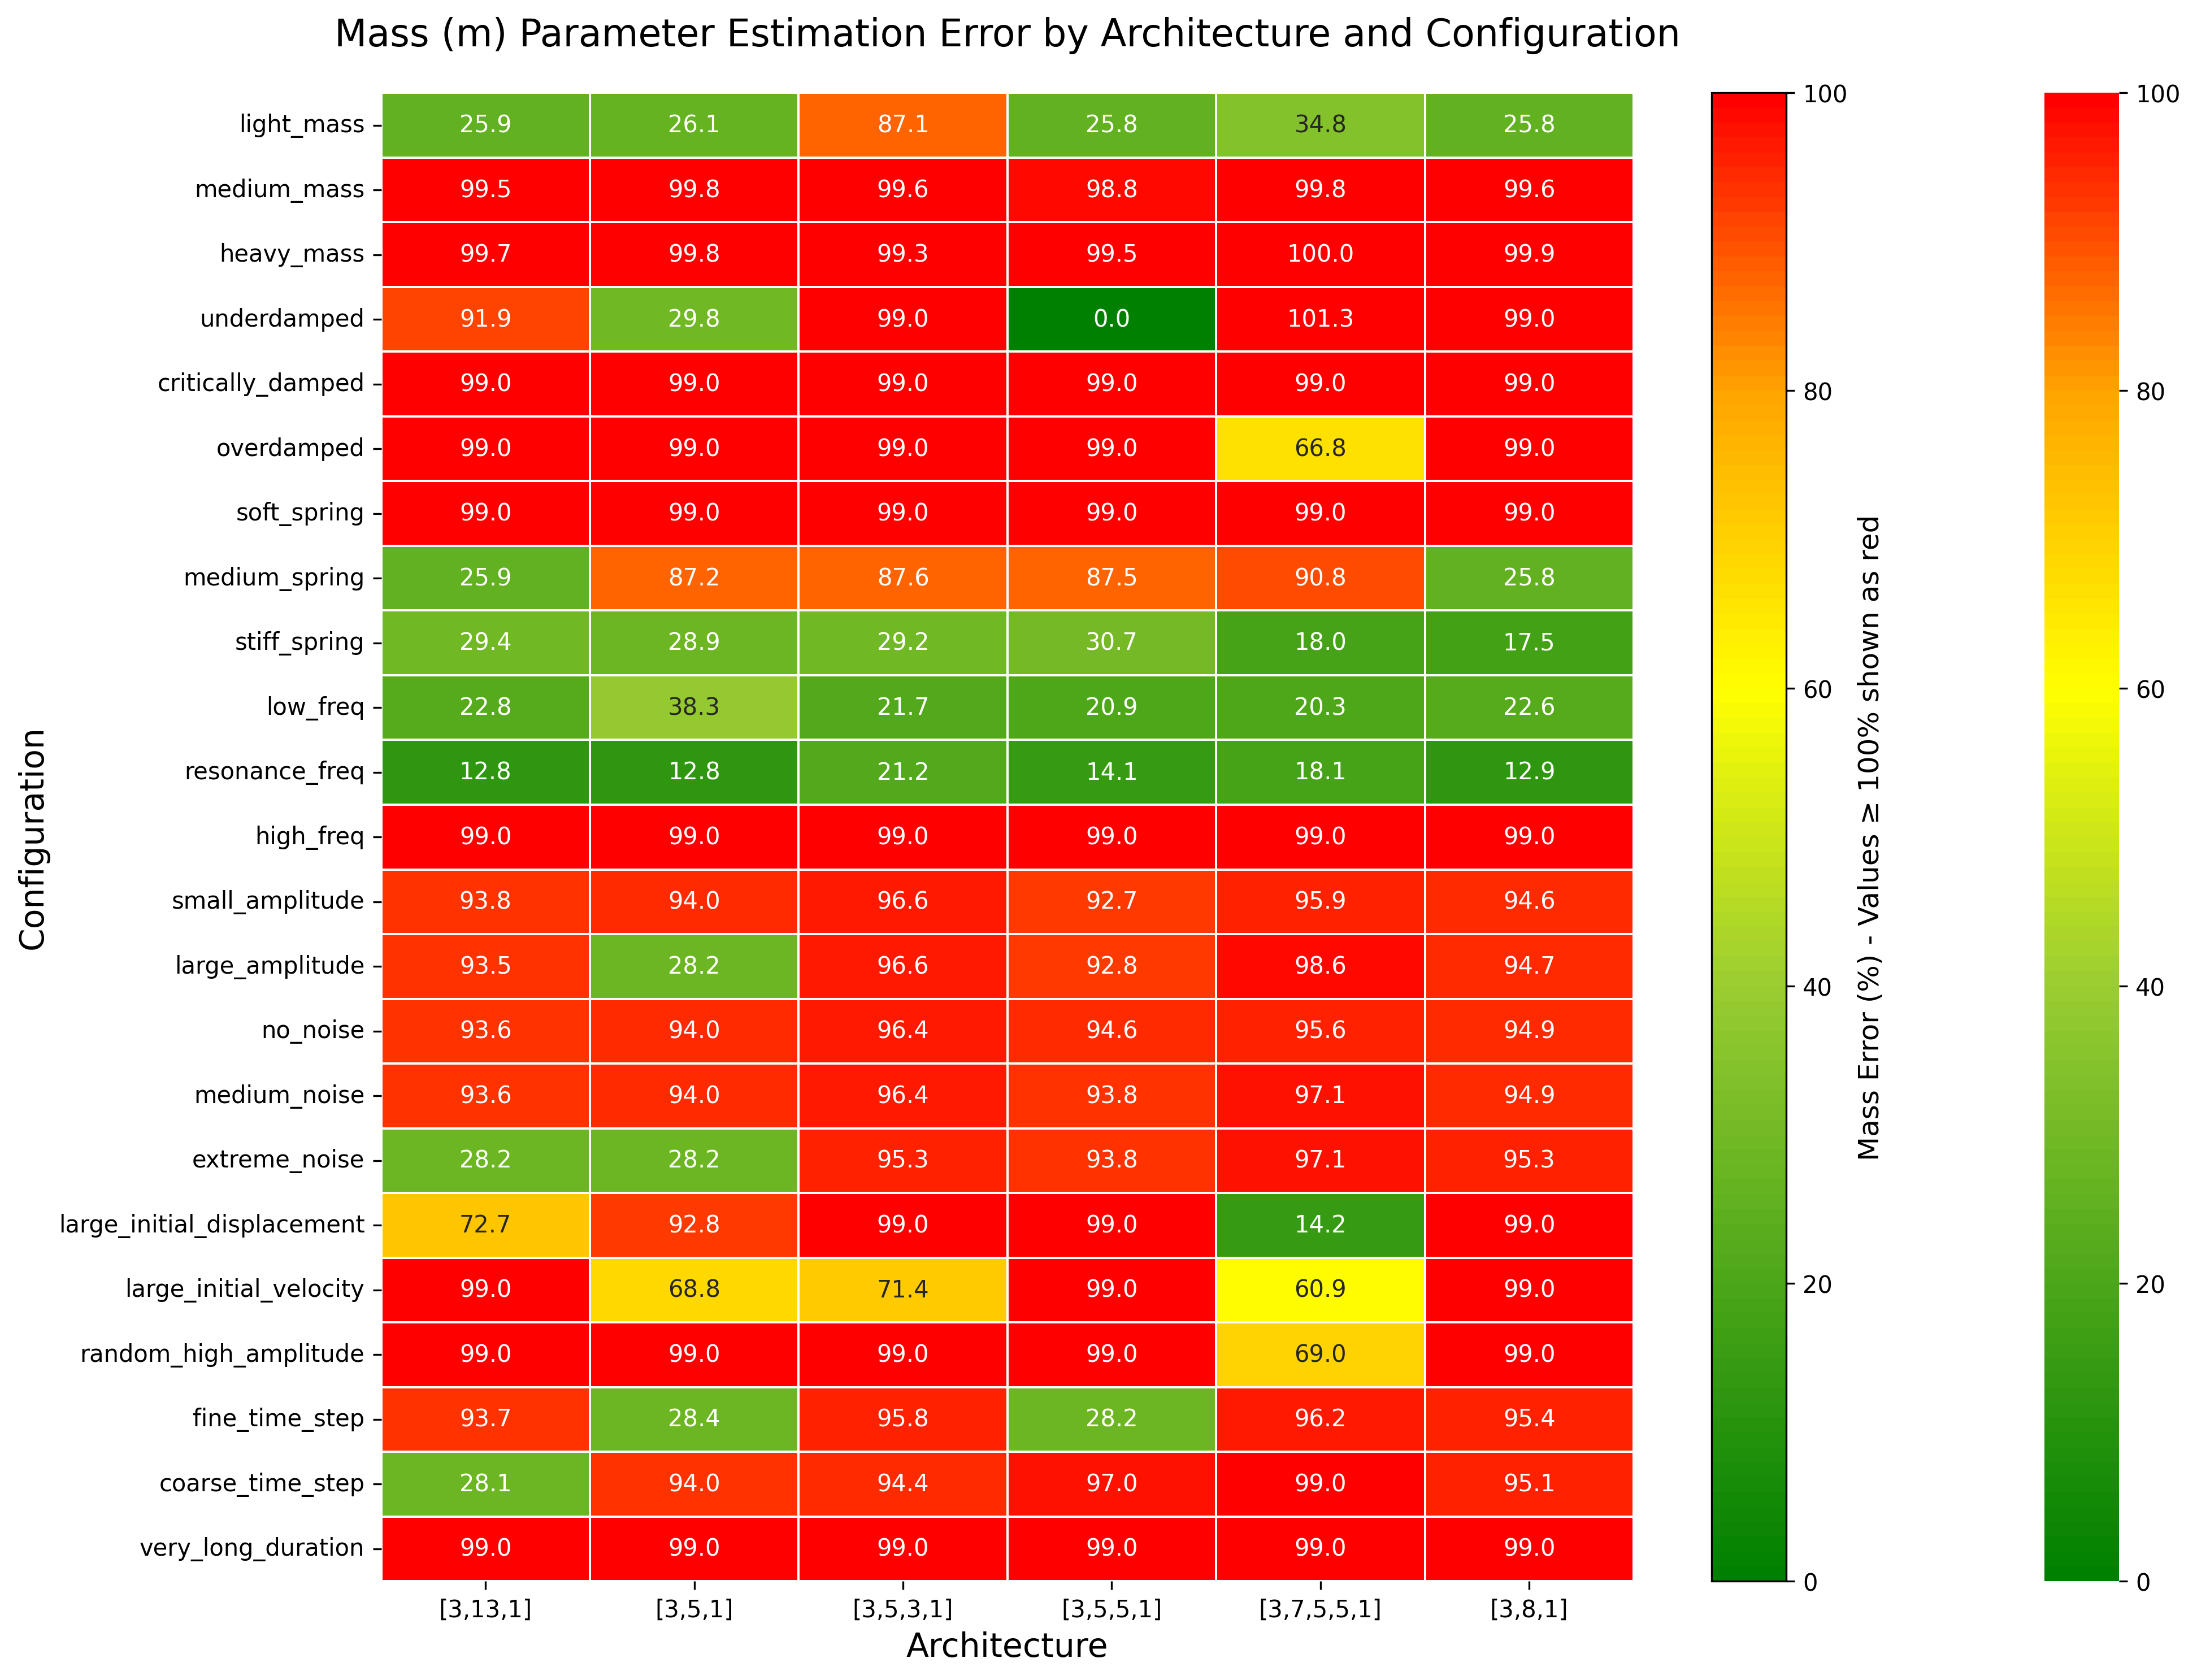 Mass (m) Parameter Estimation Error by Architecture and Configuration
light_mass 25.9 26.1 87.1 25.8 34.8 25.8
medium_mass 99.5 99.8 99.6 98.8 99.8 99.6
heavy_mass 99.7 99.8 99.3 99.5 100.0 99.9
underdamped 91.9 29.8 99.0 0.0 101.3 99.0
critically_damped 99.0 99.0 99.0 99.0 99.0 99.0
overdamped 99.0 99.0 99.0 99.0 66.8 99.0
soft_spring 99.0 99.0 99.0 99.0 99.0 99.0
medium_spring 25.9 87.2 87.6 87.5 90.8 25.8
stiff_spring 29.4 28.9 29.2 30.7 18.0 17.5
low_freq 22.8 38.3 21.7 20.9 20.3 22.6
resonance_freq 12.8 12.8 21.2 14.1 18.1 12.9
high_freq 99.0 99.0 99.0 99.0 99.0 99.0
small_amplitude 93.8 94.0 96.6 92.7 95.9 94.6
large_amplitude 93.5 28.2 96.6 92.8 98.6 94.7
no_noise 93.6 94.0 96.4 94.6 95.6 94.9
medium_noise 93.6 94.0 96.4 93.8 97.1 94.9
extreme_noise 28.2 28.2 95.3 93.8 97.1 95.3
large_initial_displacement 72.7 92.8 99.0 99.0 14.2 99.0
large_initial_velocity 99.0 68.8 71.4 99.0 60.9 99.0
random_high_amplitude 99.0 99.0 99.0 99.0 69.0 99.0
fine_time_step 93.7 28.4 95.8 28.2 96.2 95.4
coarse_time_step 28.1 94.0 94.4 97.0 99.0 95.1
very_long_duration 99.0 99.0 99.0 99.0 99.0 99.0
[3,13,1] [3,5,1] [3,5,3,1] [3,5,5,1] [3,7,5,5,1] [3,8,1]
Architecture
Configuration
100
80
60
40
20
0
Mass Error (%) - Values ≥ 100% shown as red
100
80
60
40
20
0